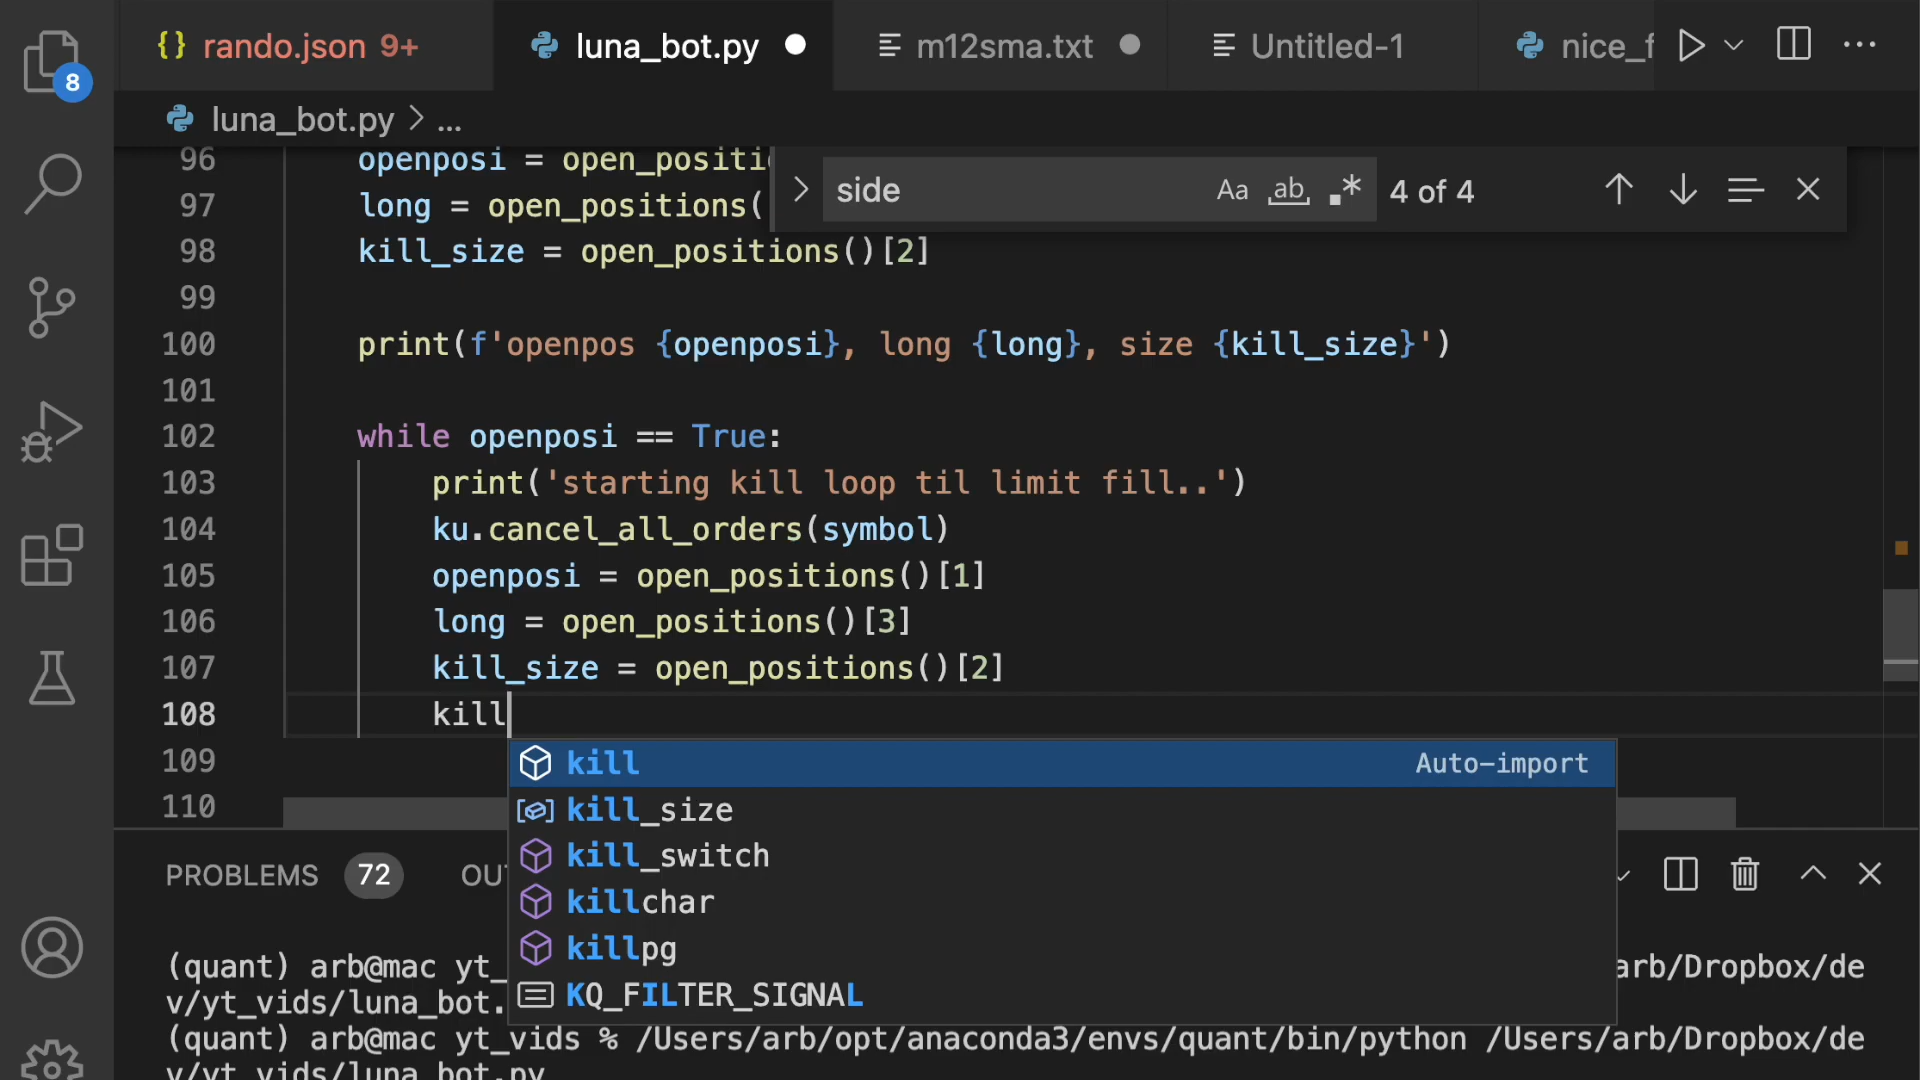 rando.json 9+
luna_bot.py
m12sma.txt
Untitled-1
nice_f
8
luna_bot.py > ...
side
Aa
ab
.*
4 of 4
96 openposi = open_positi
97 long = open_positions(
98 kill_size = open_positions()[2]
99
100 print(f'openpos {openposi}, long {long}, size {kill_size}')
101
102 while openposi == True:
103 print('starting kill loop til limit fill..')
104 ku.cancel_all_orders(symbol)
105 openposi = open_positions()[1]
106 long = open_positions()[3]
107 kill_size = open_positions()[2]
108 kill
109
110
kill Auto-import
kill_size
kill_switch
killchar
killpg
KQ_FILTER_SIGNAL
PROBLEMS 72 OU
(quant) arb@mac yt_ arb/Dropbox/de
v/yt_vids/luna_bot.
(quant) arb@mac yt_vids % /Users/arb/opt/anaconda3/envs/quant/bin/python /Users/arb/Dropbox/de
v/yt_vids/luna_bot.py